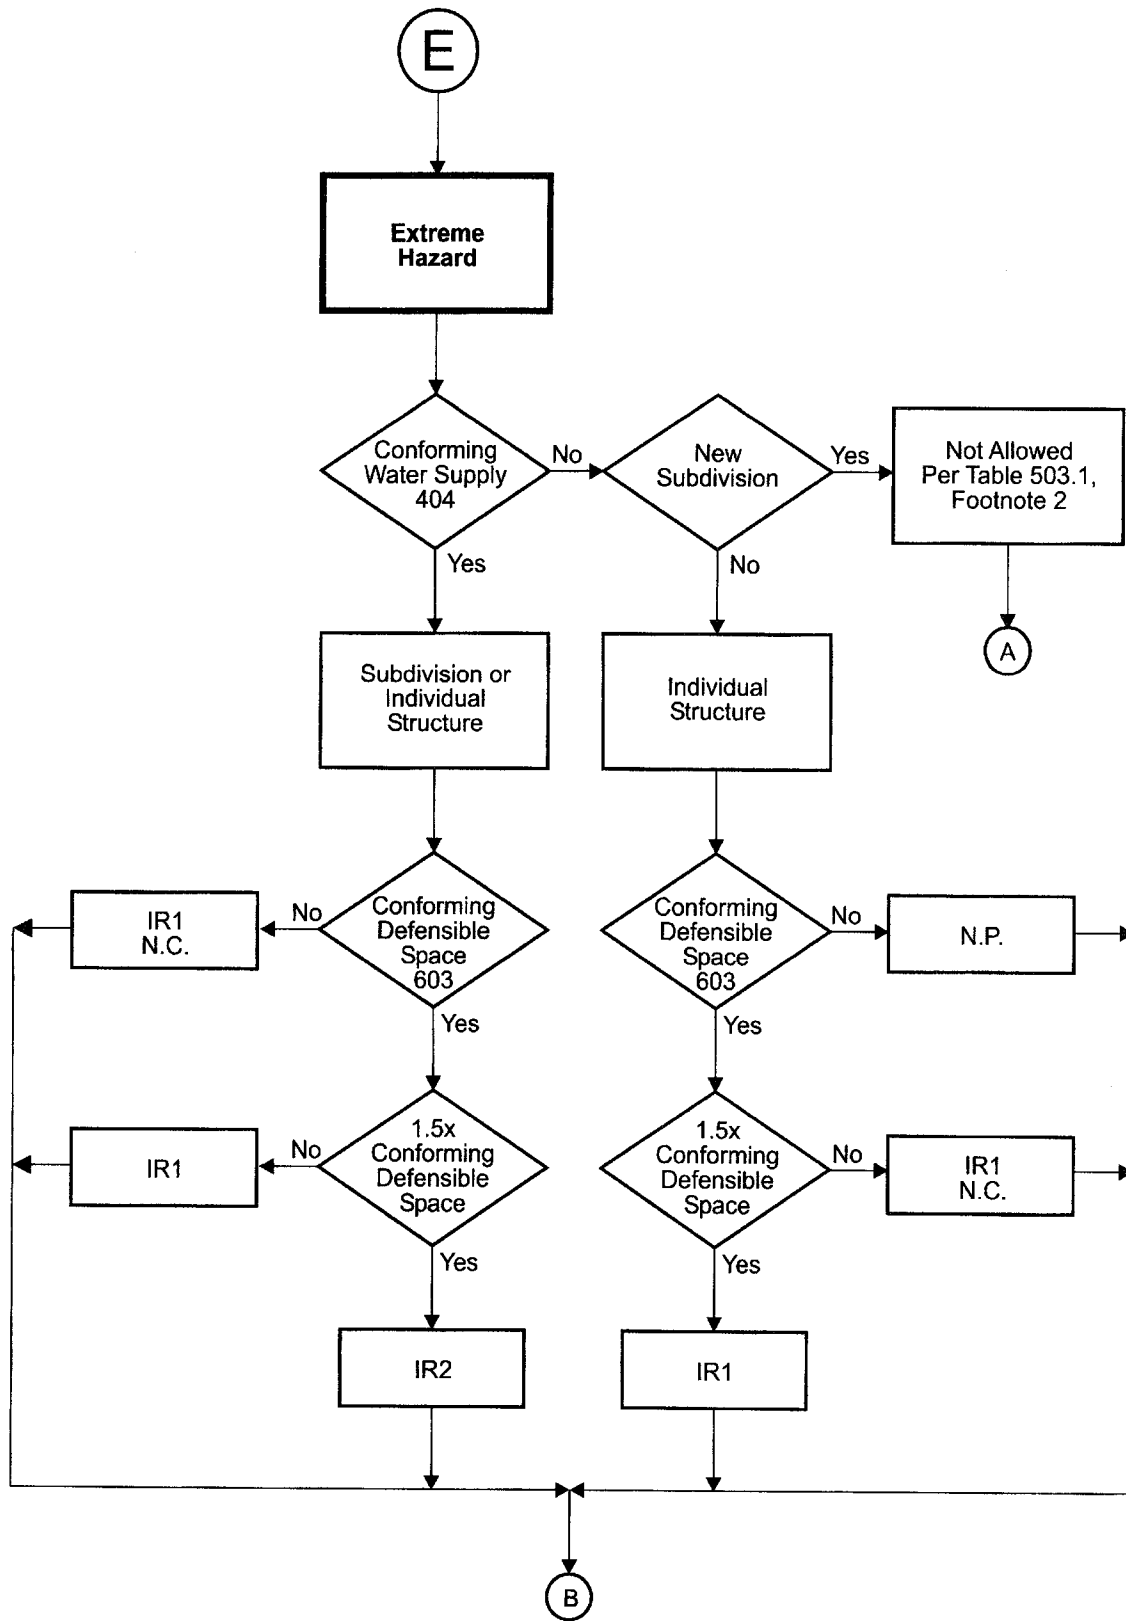 E
Extreme
Hazard
Conforming
Water Supply
404
No
New
Subdivision
Yes
Not Allowed
Per Table 503.1,
Footnote 2
Yes
No
A
Subdivision or
Individual
Structure
Individual
Structure
IR1
N.C.
No
Conforming
Defensible
Space
603
Conforming
Defensible
Space
603
No
N.P.
Yes
Yes
IR1
No
1.5x
Conforming
Defensible
Space
1.5x
Conforming
Defensible
Space
No
IR1
N.C.
Yes
Yes
IR2
IR1
B